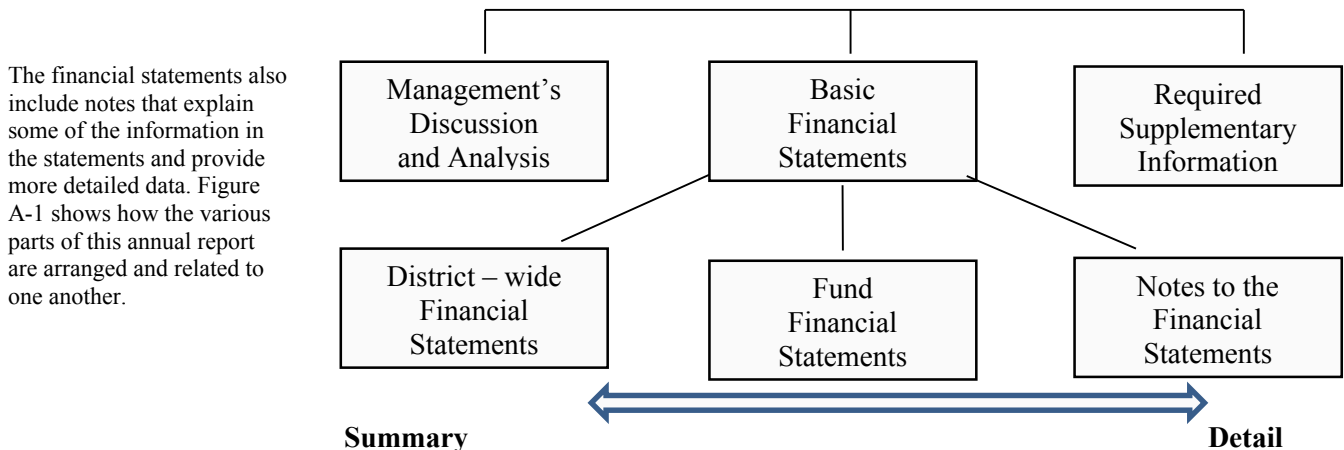 The financial statements also
include notes that explain
some of the information in
the statements and provide
more detailed data. Figure
A-1 shows how the various
parts of this annual report
are arranged and related to
one another.
Management’s
Discussion
and Analysis
Basic
Financial
Statements
Required
Supplementary
Information
District – wide
Financial
Statements
Fund
Financial
Statements
Notes to the
Financial
Statements
Summary
Detail